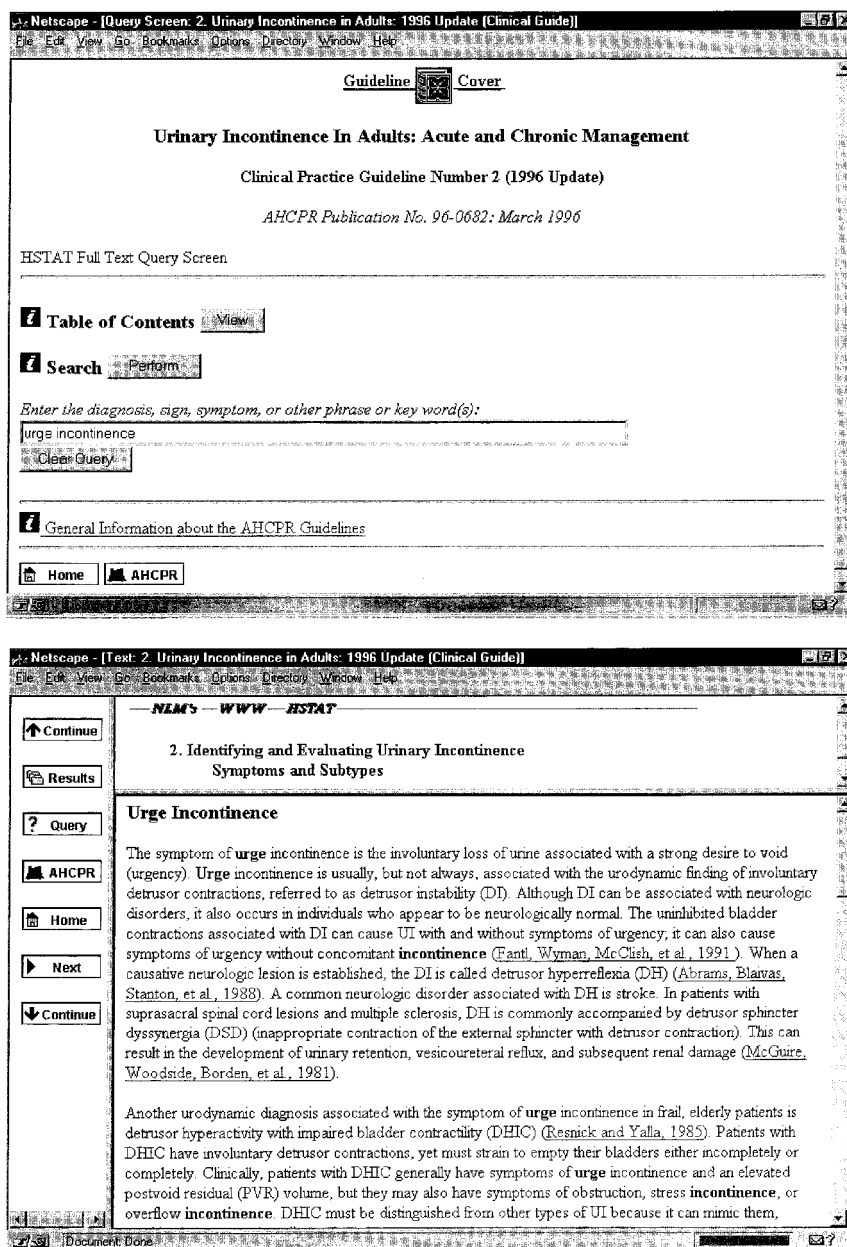 Netscape - [Query Screen: 2. Urinary Incontinence in Adults: 1996 Update (Clinical Guide)]
File Edit View Go Bookmarks Options Directory Window Help
Guideline Cover
Urinary Incontinence In Adults: Acute and Chronic Management
Clinical Practice Guideline Number 2 (1996 Update)
AHCPR Publication No. 96-0682: March 1996
HSTAT Full Text Query Screen
i Table of Contents View
i Search Perform
Enter the diagnosis, sign, symptom, or other phrase or key word(s):
urge incontinence
Clear Query
i General Information about the AHCPR Guidelines
Home AHCPR
Netscape - [Text: 2. Urinary Incontinence in Adults: 1996 Update (Clinical Guide)]
File Edit View Go Bookmarks Options Directory Window Help
Continue
Results
? Query
AHCPR
Home
Next
Continue
NLM's WWW HSTAT
2. Identifying and Evaluating Urinary Incontinence
Symptoms and Subtypes
Urge Incontinence
The symptom of urge incontinence is the involuntary loss of urine associated with a strong desire to void
(urgency). Urge incontinence is usually, but not always, associated with the urodynamic finding of involuntary
detrusor contractions, referred to as detrusor instability (DI). Although DI can be associated with neurologic
disorders, it also occurs in individuals who appear to be neurologically normal. The uninhibited bladder
contractions associated with DI can cause UI with and without symptoms of urgency; it can also cause
symptoms of urgency without concomitant incontinence (Fantl, Wyman, McClish, et al., 1991 ). When a
causative neurologic lesion is established, the DI is called detrusor hyperreflexia (DH) (Abrams, Blaivas,
Stanton, et al., 1988). A common neurologic disorder associated with DH is stroke. In patients with
suprasacral spinal cord lesions and multiple sclerosis, DH is commonly accompanied by detrusor sphincter
dyssynergia (DSD) (inappropriate contraction of the external sphincter with detrusor contraction). This can
result in the development of urinary retention, vesicoureteral reflux, and subsequent renal damage (McGuire,
Woodside, Borden, et al., 1981).
Another urodynamic diagnosis associated with the symptom of urge incontinence in frail, elderly patients is
detrusor hyperactivity with impaired bladder contractility (DHIC) (Resnick and Yalla, 1985). Patients with
DHIC have involuntary detrusor contractions, yet must strain to empty their bladders either incompletely or
completely. Clinically, patients with DHIC generally have symptoms of urge incontinence and an elevated
postvoid residual (PVR) volume, but they may also have symptoms of obstruction, stress incontinence, or
overflow incontinence. DHIC must be distinguished from other types of UI because it can mimic them,
Document: Done